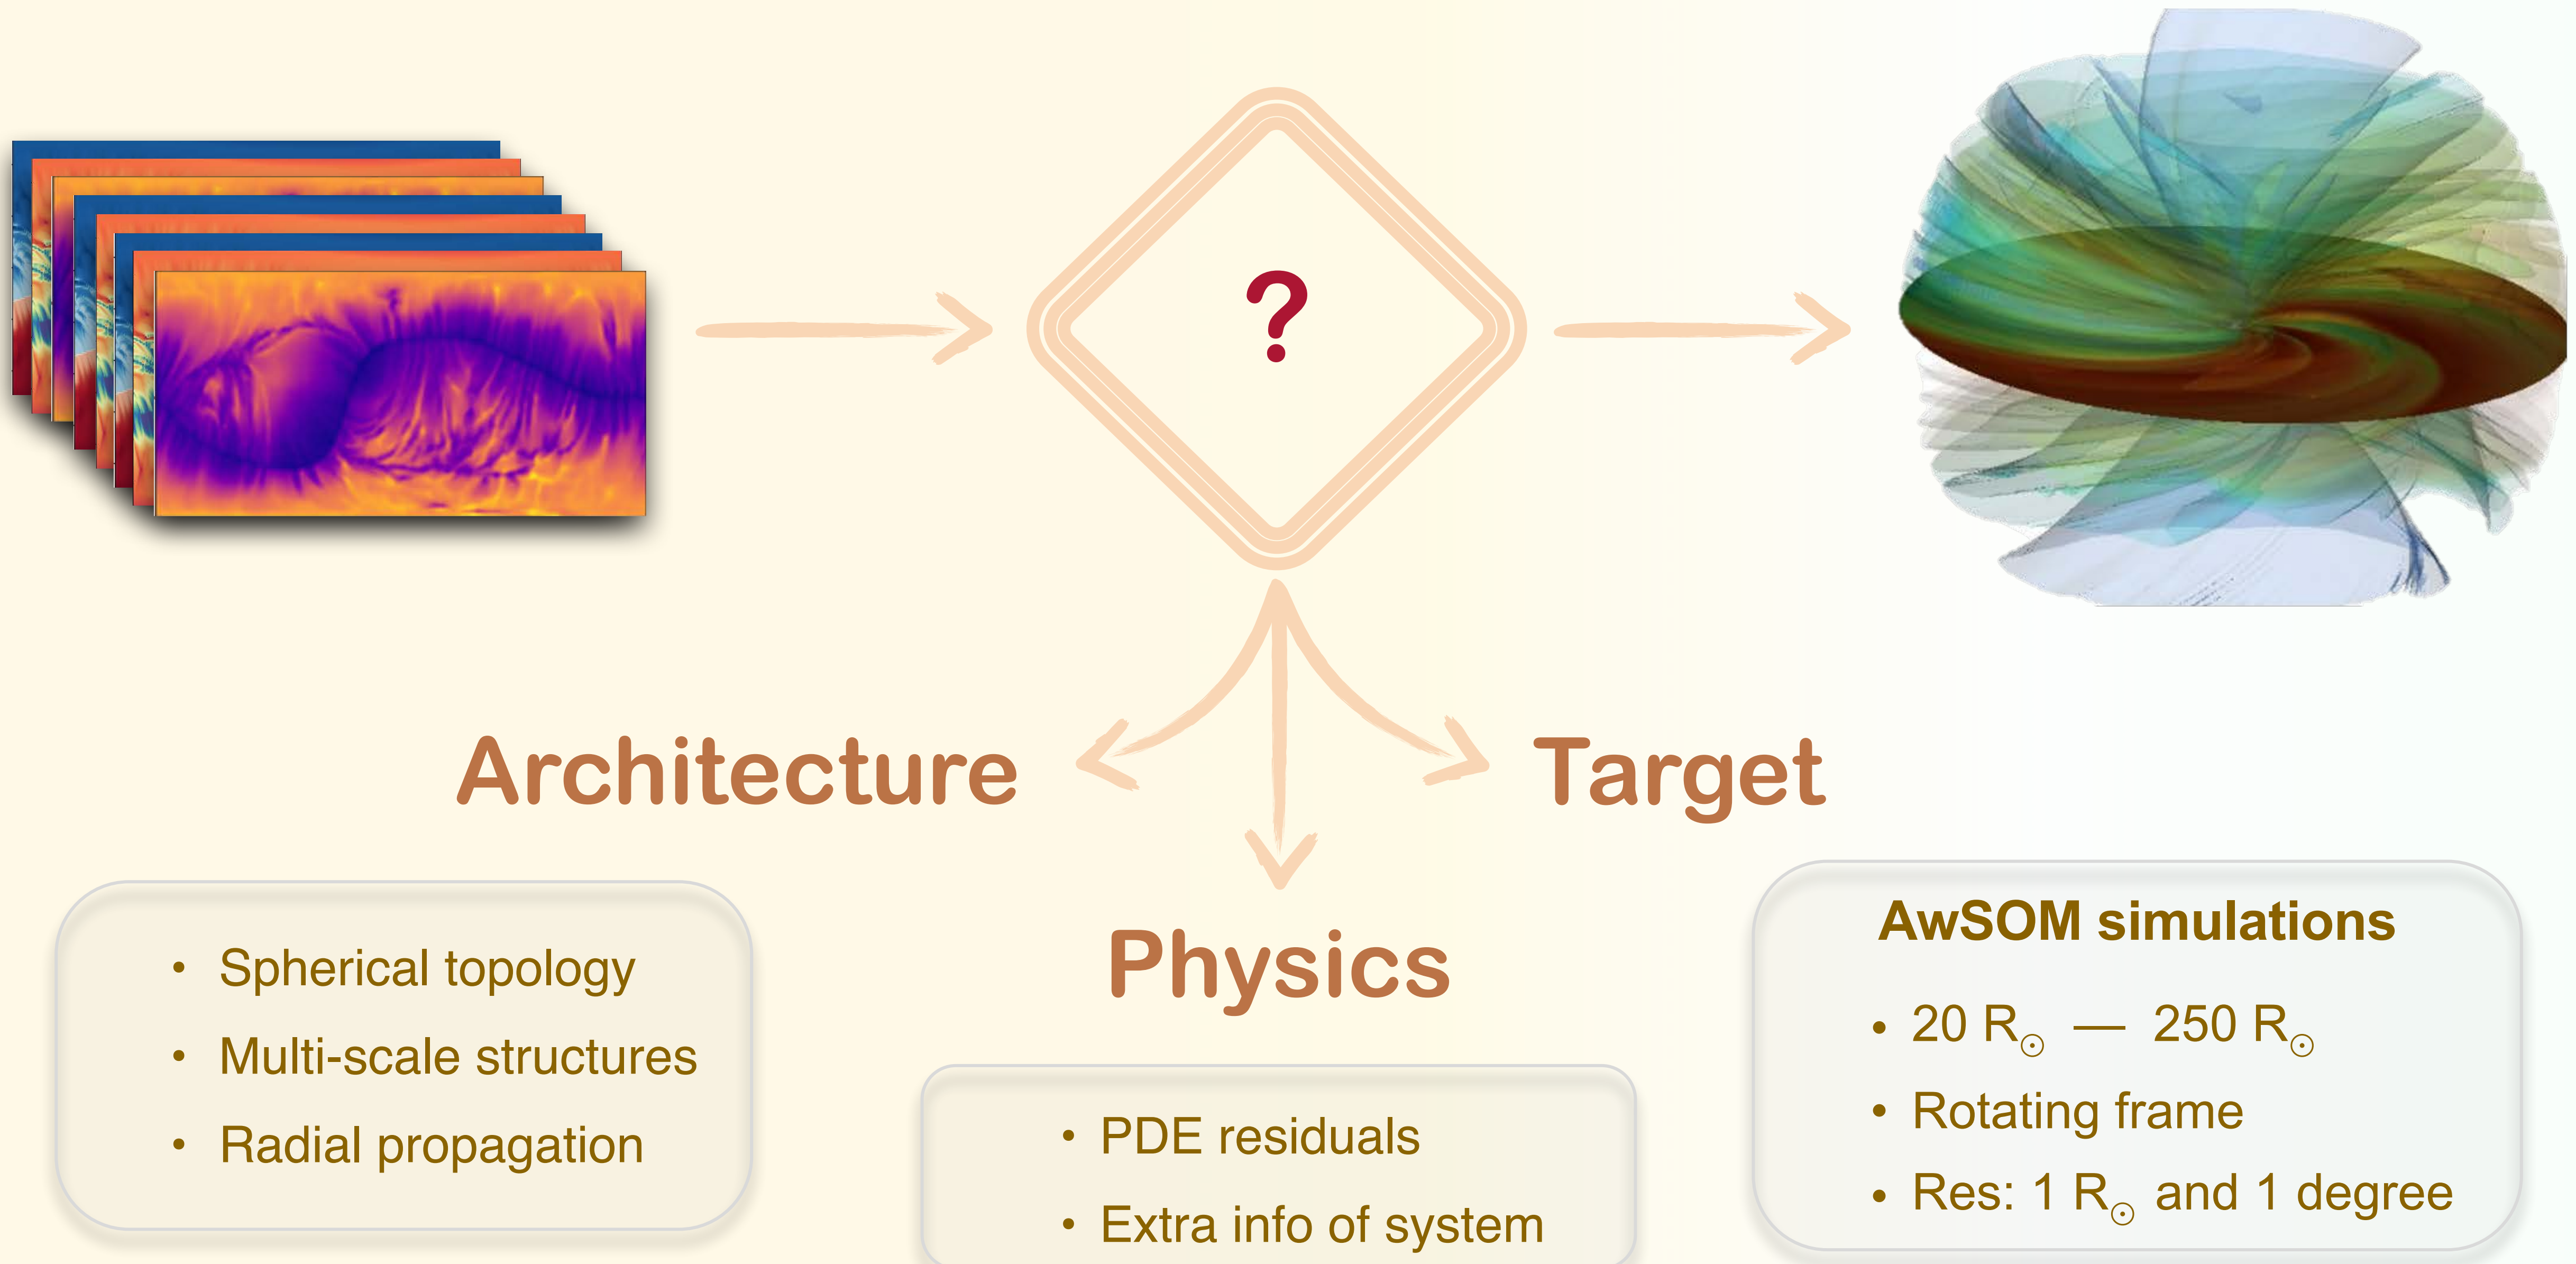 ?
Architecture
Target
Physics
• Spherical topology
• Multi-scale structures
• Radial propagation
• PDE residuals
• Extra info of system
AwSOM simulations
• 20 R☉ — 250 R☉
• Rotating frame
• Res: 1 R☉ and 1 degree